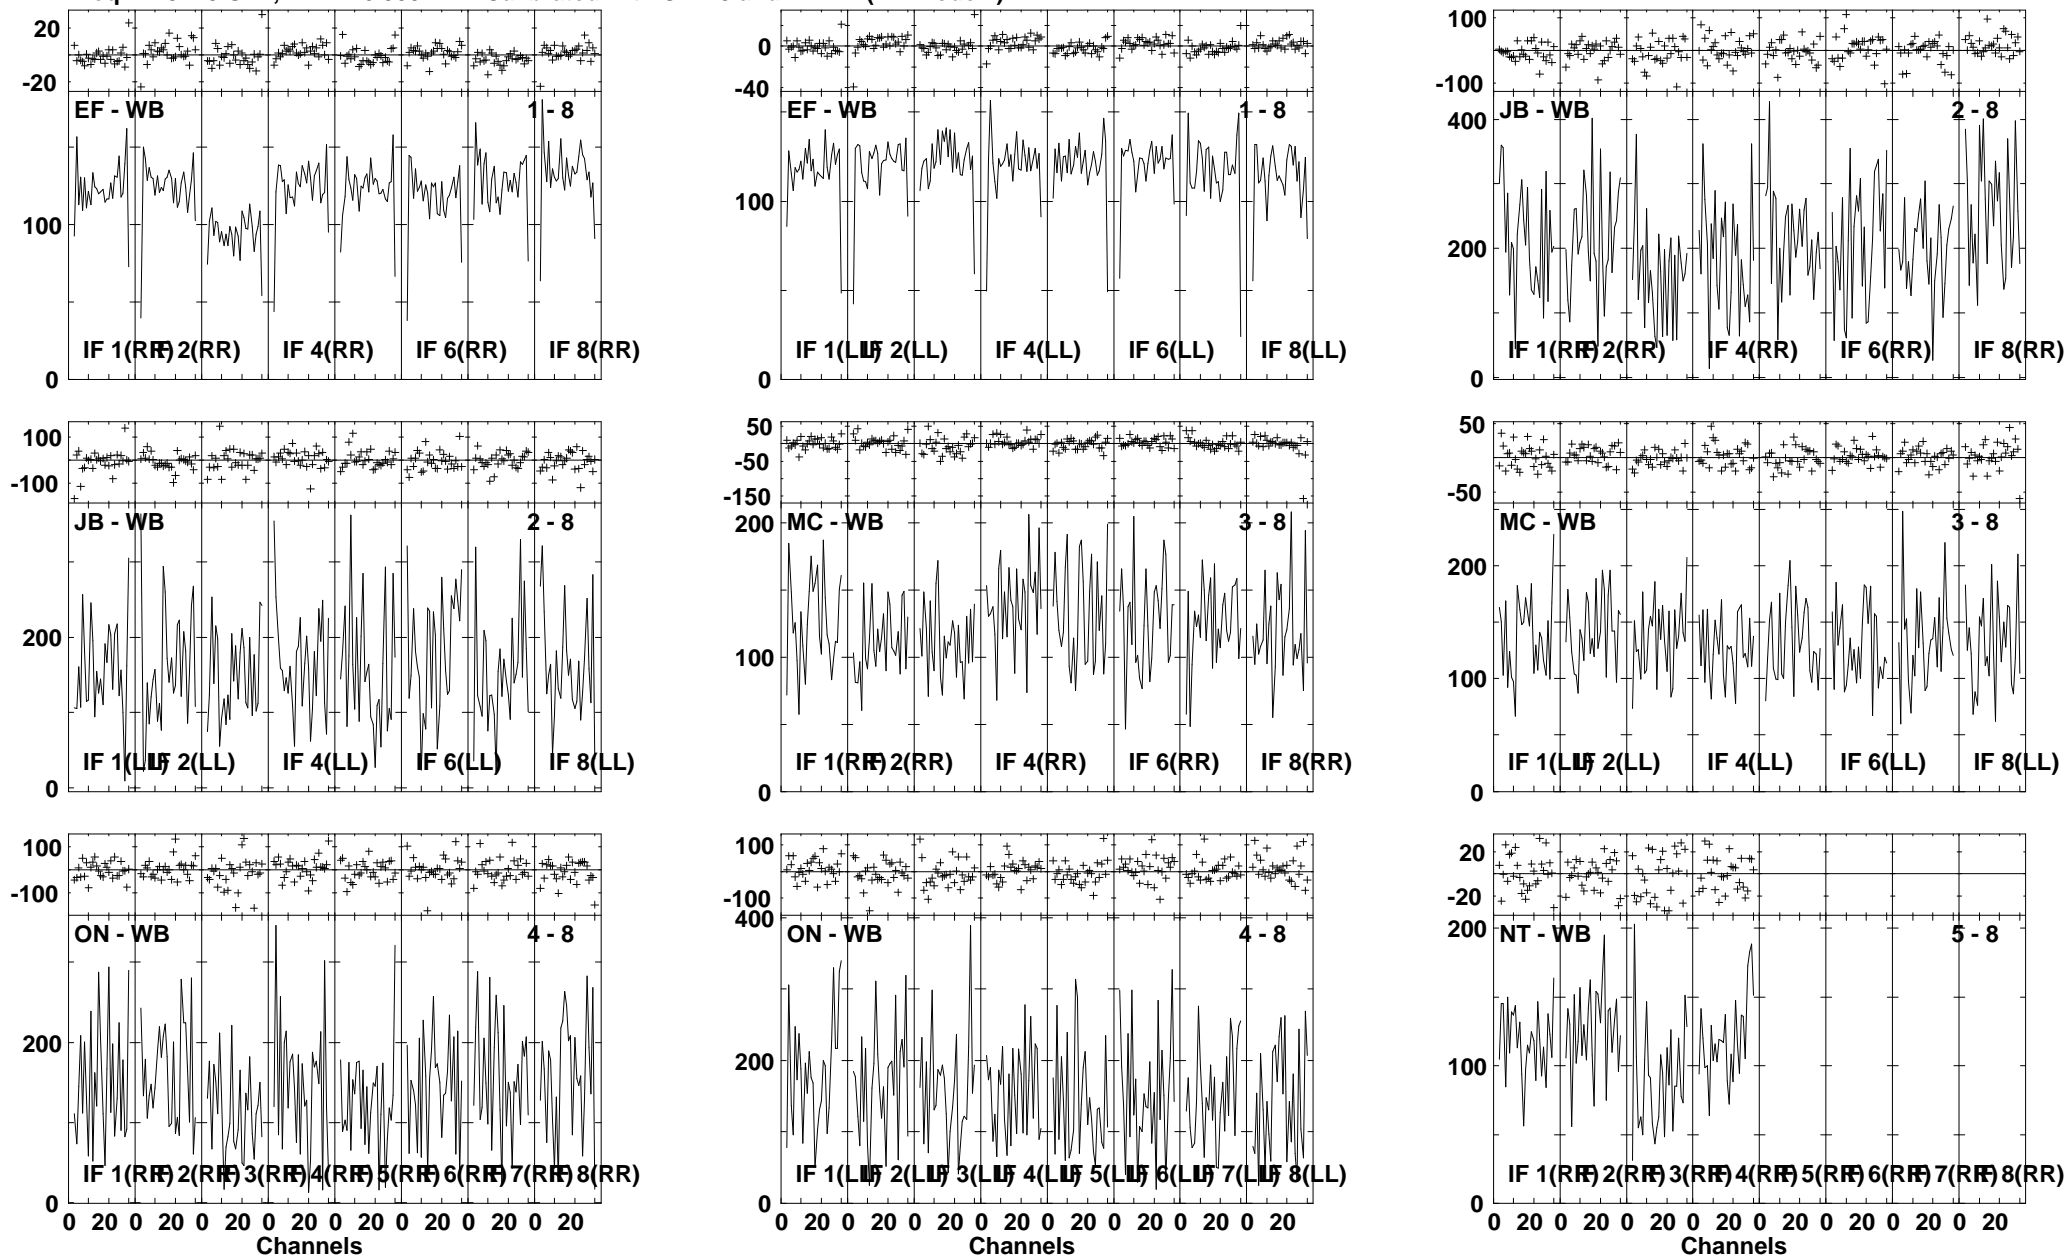 20
0
-20
EF - WB 1 - 8
100
0
IF 1(RR) IF 2(RR) IF 4(RR) IF 6(RR) IF 8(RR)
0
-40
EF - WB 1 - 8
100
0
IF 1(LL) IF 2(LL) IF 4(LL) IF 6(LL) IF 8(LL)
100
0
-100
JB - WB 2 - 8
400
200
0
IF 1(RR) IF 2(RR) IF 4(RR) IF 6(RR) IF 8(RR)
100
0
-100
JB - WB 2 - 8
200
0
IF 1(LL) IF 2(LL) IF 4(LL) IF 6(LL) IF 8(LL)
50
-50
-150
MC - WB 3 - 8
200
100
0
IF 1(RR) IF 2(RR) IF 4(RR) IF 6(RR) IF 8(RR)
50
0
-50
MC - WB 3 - 8
200
100
0
IF 1(LL) IF 2(LL) IF 4(LL) IF 6(LL) IF 8(LL)
100
0
-100
ON - WB 4 - 8
200
0
IF 1(RR) IF 2(RR) IF 3(RR) IF 4(RR) IF 5(RR) IF 6(RR) IF 7(RR) IF 8(RR)
0 20 0 20 0 20 0 20 0 20 0 20 0 20 0 20
Channels
100
0
-100
ON - WB 4 - 8
400
200
0
IF 1(LL) IF 2(LL) IF 3(LL) IF 4(LL) IF 5(LL) IF 6(LL) IF 7(LL) IF 8(LL)
0 20 0 20 0 20 0 20 0 20 0 20 0 20 0 20
Channels
20
0
-20
NT - WB 5 - 8
200
100
0
IF 1(RR) IF 2(RR) IF 3(RR) IF 4(RR) IF 5(RR) IF 6(RR) IF 7(RR) IF 8(RR)
0 20 0 20 0 20 0 20 0 20 0 20 0 20 0 20
Channels